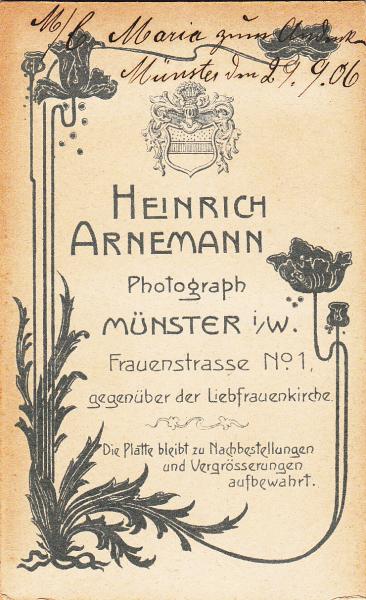 M/C Maria zum Andenken
Münster den 29. 9. 06
HEINRICH
ARNEMANN
Photograph
MÜNSTER i/W.
Frauenstrasse No. 1,
gegenüber der Liebfrauenkirche.
Die Platte bleibt zu Nachbestellungen
und Vergrösserungen
aufbewahrt.